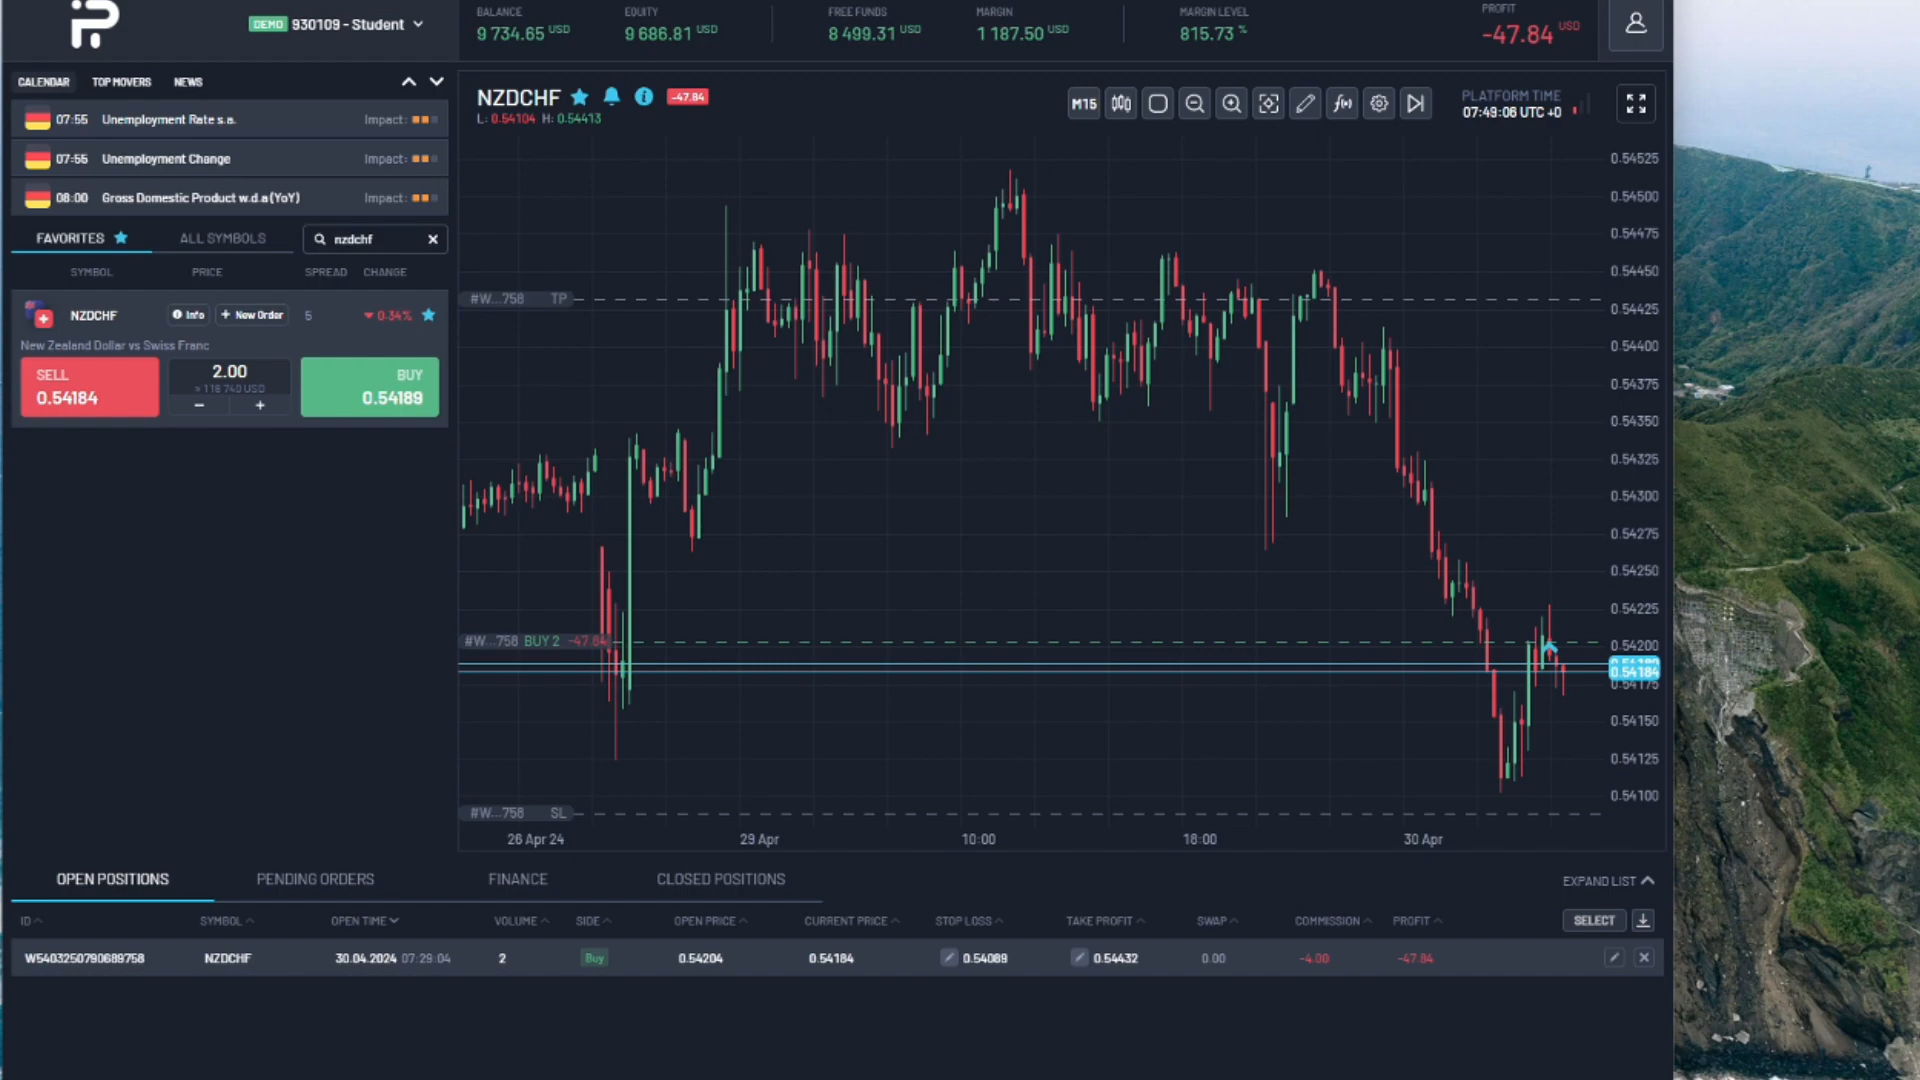 DEMO 930109 - Student
BALANCE
9 734.65 USD
EQUITY
9 686.81 USD
FREE FUNDS
8 499.31 USD
MARGIN
1 187.50 USD
MARGIN LEVEL
815.73 %
PROFIT
-47.84 USD
CALENDAR TOP MOVERS NEWS
07:55 Unemployment Rate s.a. Impact:
07:55 Unemployment Change Impact:
08:00 Gross Domestic Product w.d.a (YoY) Impact:
FAVORITES ALL SYMBOLS nzdchf
SYMBOL PRICE SPREAD CHANGE
NZDCHF Info + New Order 5 0.34%
New Zealand Dollar vs Swiss Franc
SELL
0.54184
2.00
≈ 118 740 USD
− +
BUY
0.54189
NZDCHF -47.84
L: 0.54104 H: 0.54413
M15
PLATFORM TIME
07:49:06 UTC +0
0.54525
0.54500
0.54475
0.54450
#W...758 TP
0.54425
0.54400
0.54375
0.54350
0.54325
0.54300
0.54275
0.54250
0.54225
#W...758 BUY 2 -47.84
0.54200
0.54184
0.54175
0.54150
0.54125
0.54100
#W...758 SL
26 Apr 24 29 Apr 10:00 18:00 30 Apr
OPEN POSITIONS PENDING ORDERS FINANCE CLOSED POSITIONS EXPAND LIST
ID SYMBOL OPEN TIME VOLUME SIDE OPEN PRICE CURRENT PRICE STOP LOSS TAKE PROFIT SWAP COMMISSION PROFIT SELECT
W5403250790689758 NZDCHF 30.04.2024 07:29:04 2 Buy 0.54204 0.54184 0.54089 0.54432 0.00 -4.00 -47.84